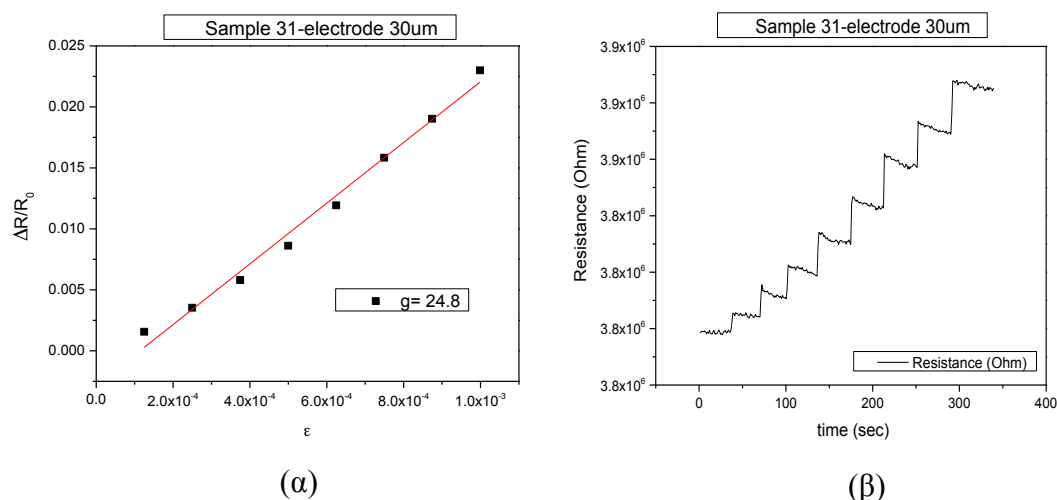 Sample 31-electrode 30um
0.025
0.020
0.015
0.010
0.005
0.000
ΔR/R₀
g= 24.8
0.0
2.0x10⁻⁴
4.0x10⁻⁴
6.0x10⁻⁴
8.0x10⁻⁴
1.0x10⁻³
ε
(α)
Sample 31-electrode 30um
3.9x10⁶
3.9x10⁶
3.9x10⁶
3.8x10⁶
3.8x10⁶
3.8x10⁶
3.8x10⁶
Resistance (Ohm)
Resistance (Ohm)
0
100
200
300
400
time (sec)
(β)